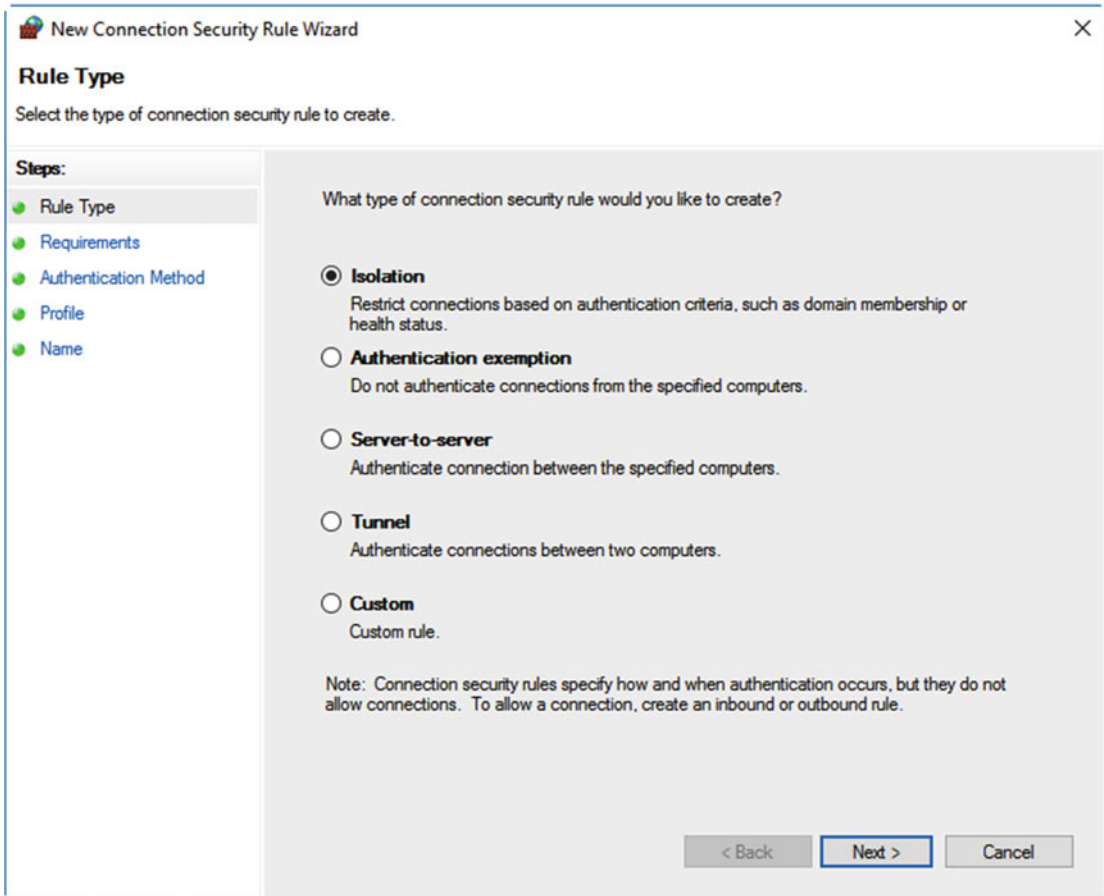 New Connection Security Rule Wizard
Rule Type
Select the type of connection security rule to create.
Steps:
Rule Type
Requirements
Authentication Method
Profile
Name
What type of connection security rule would you like to create?
Isolation
Restrict connections based on authentication criteria, such as domain membership or
health status.
Authentication exemption
Do not authenticate connections from the specified computers.
Server-to-server
Authenticate connection between the specified computers.
Tunnel
Authenticate connections between two computers.
Custom
Custom rule.
Note: Connection security rules specify how and when authentication occurs, but they do not
allow connections. To allow a connection, create an inbound or outbound rule.
< Back
Next >
Cancel